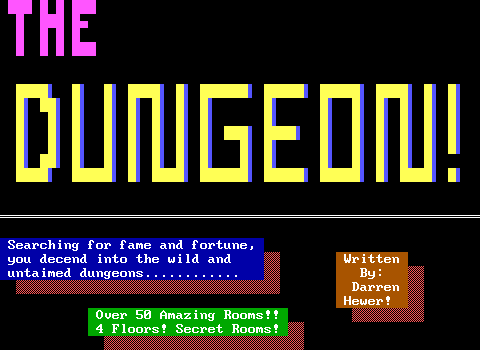 THE
DUNGEON!
Searching for fame and fortune,
you decend into the wild and
untaimed dungeons............
Written
By:
Darren
Hewer!
Over 50 Amazing Rooms!!
4 Floors! Secret Rooms!